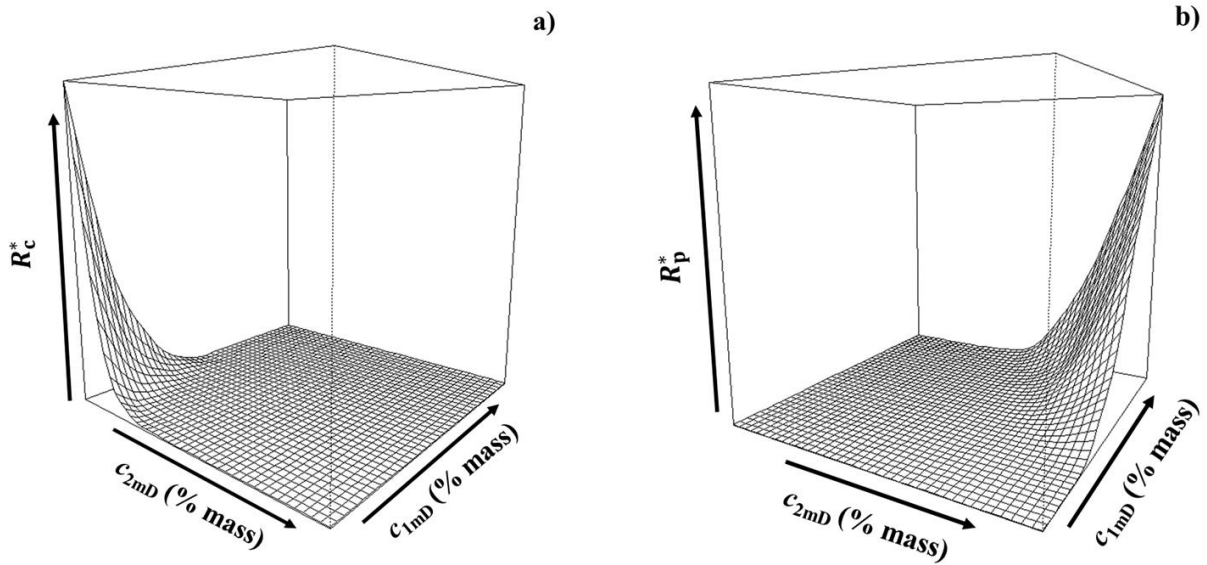 a)
R*c
c2mD (% mass)
c1mD (% mass)
b)
R*p
c2mD (% mass)
c1mD (% mass)